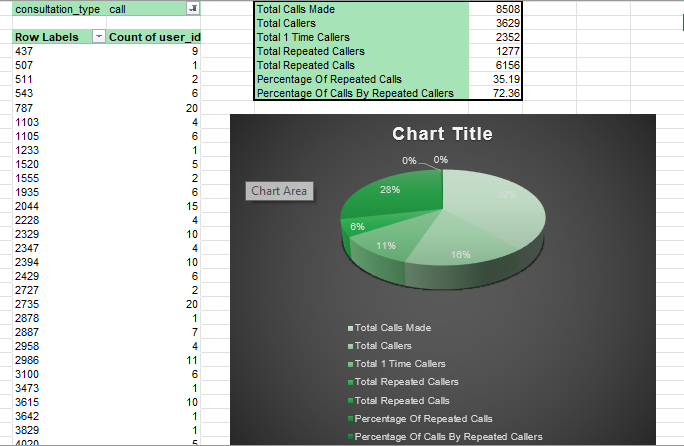 consultation_type call
Row Labels Count of user_id
437 9
507 1
511 2
543 6
787 20
1103 4
1105 6
1233 1
1520 5
1555 2
1935 6
2044 15
2228 4
2329 10
2347 4
2394 10
2429 6
2727 2
2735 20
2878 1
2887 7
2958 4
2986 11
3100 6
3473 1
3615 10
3642 1
3829 1
Total Calls Made 8508
Total Callers 3629
Total 1 Time Callers 2352
Total Repeated Callers 1277
Total Repeated Calls 6156
Percentage Of Repeated Calls 35.19
Percentage Of Calls By Repeated Callers 72.36
Chart Title
0% 0%
Chart Area
28%
6%
11%
16%
Total Calls Made
Total Callers
Total 1 Time Callers
Total Repeated Callers
Total Repeated Calls
Percentage Of Repeated Calls
Percentage Of Calls By Repeated Callers